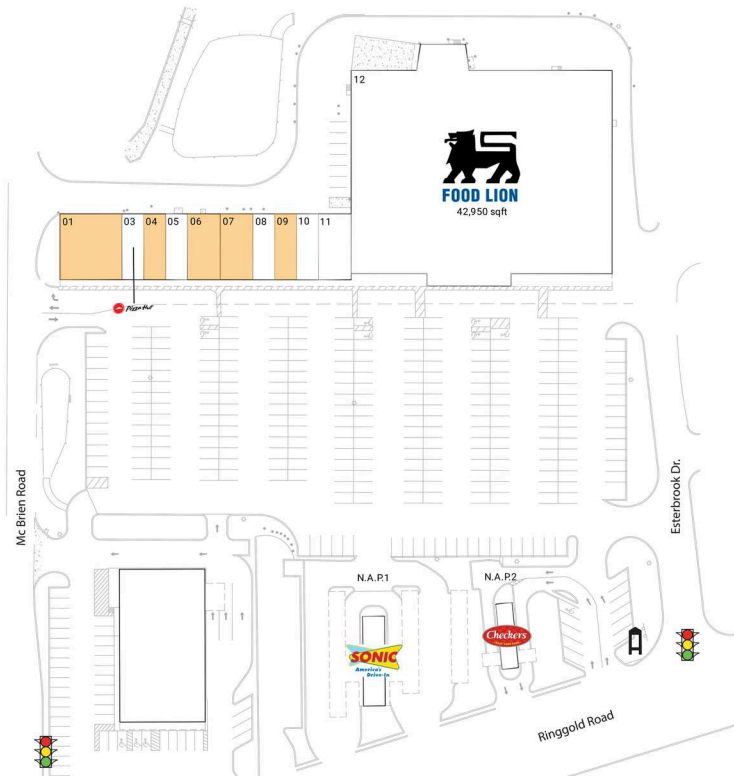 12
FOOD LION
42,950 sqft
01
03
04
05
06
07
08
09
10
11
Pizza Hut
Mc Brien Road
Esterbrook Dr.
N.A.P.1
N.A.P.2
SONIC
America's
Drive-In
Checkers
Ringgold Road